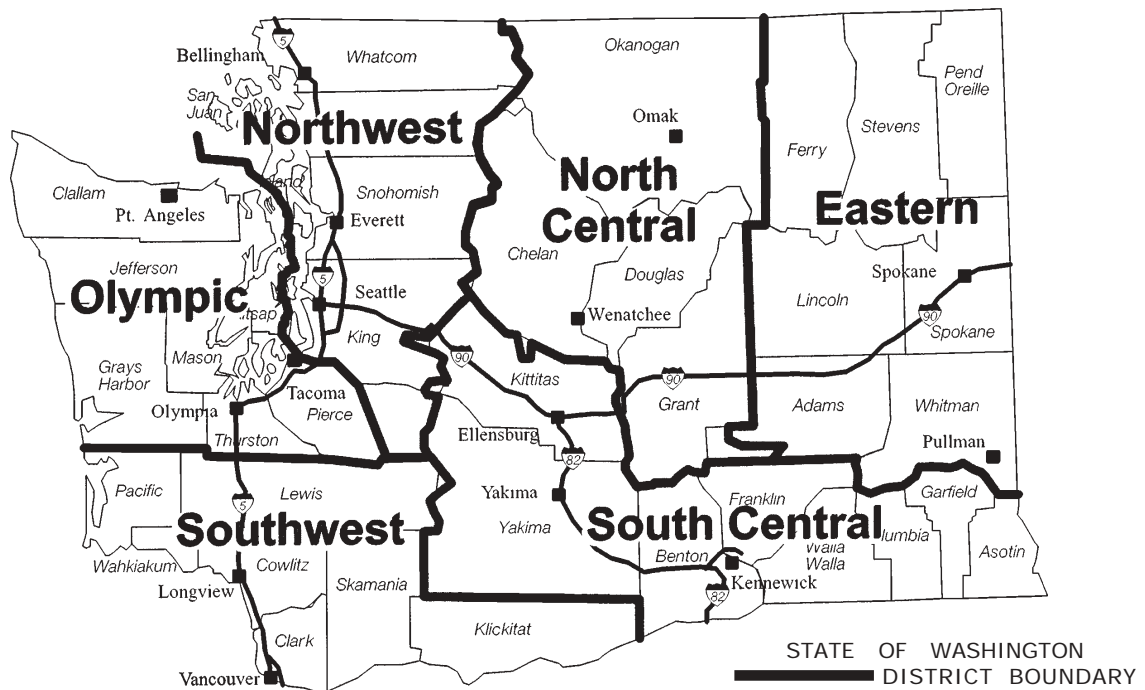 5
Bellingham
Whatcom
Okanogan
Pend
Oreille
San
Juan
Northwest
Omak
Stevens
Ferry
North
Central
Clallam
Pt. Angeles
Snohomish
Everett
Eastern
Chelan
Jefferson
Douglas
Spokane
5
Olympic
Seattle
Lincoln
Wenatchee
90
Spokane
King
Mason
90
Kittitas
90
Grays
Harbor
Tacoma
Pierce
Grant
Adams
Whitman
Olympia
Ellensburg
Thurston
Pullman
82
Pacific
Lewis
5
Yakima
Franklin
Garfield
Southwest
Yakima
South Central
Benton
Walla
Walla
Asotin
Wahkiakum
Cowlitz
Longview
Skamania
Kennewick
82
Klickitat
Clark
Vancouver
STATE OF WASHINGTON
DISTRICT BOUNDARY